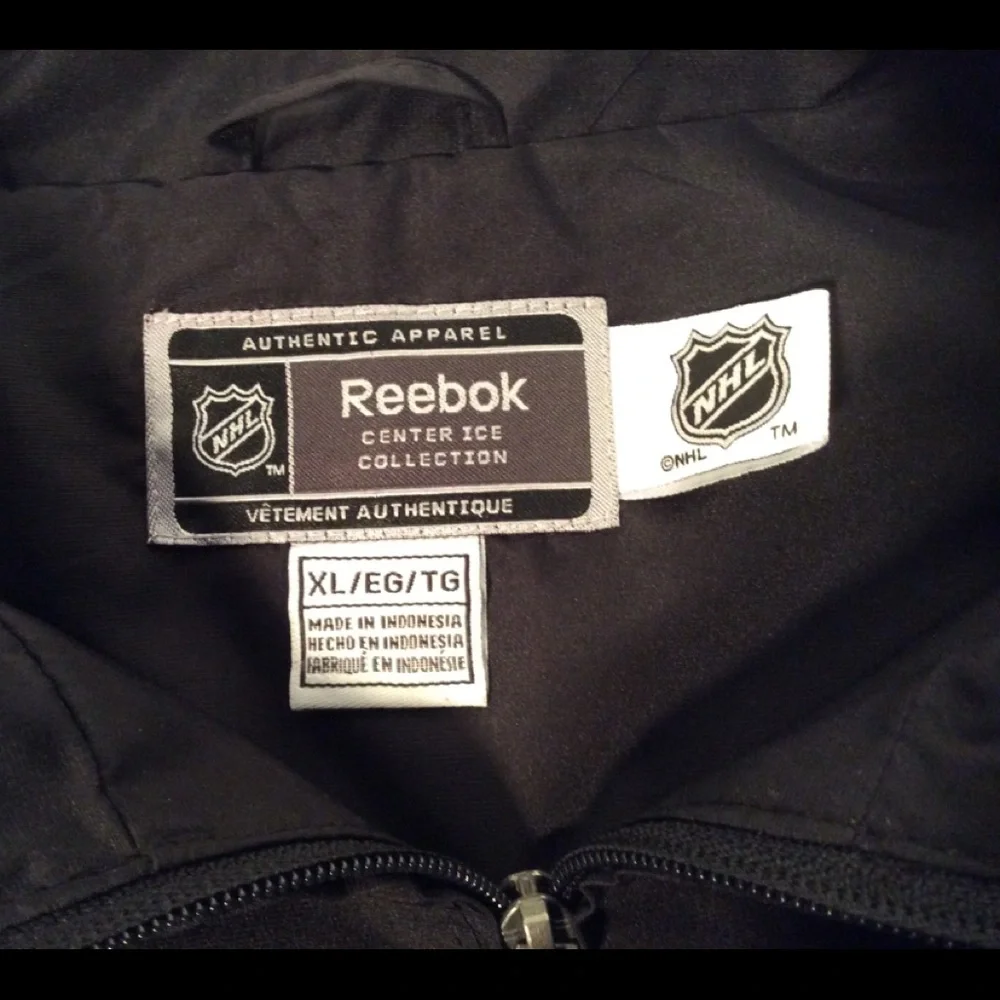 AUTHENTIC APPAREL
NHL
TM
Reebok
CENTER ICE
COLLECTION
VÊTEMENT AUTHENTIQUE
NHL
TM
©NHL
XL/EG/TG
MADE IN INDONESIA
HECHO EN INDONESIA
FABRIQUÉ EN INDONÉSIE